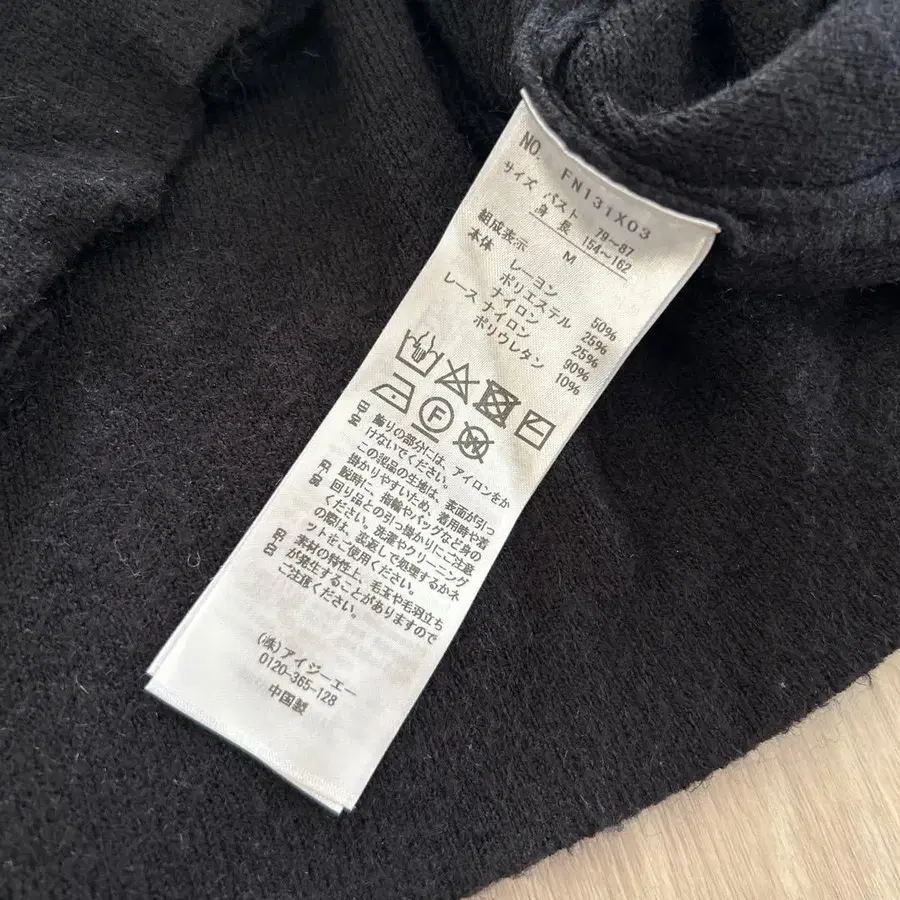 NO. FN131X03
サイズ バスト 79〜87
身長 154〜162
M
組成表示
本体 レーヨン 50%
ポリエステル 25%
ナイロン 25%
レース ナイロン 90%
ポリウレタン 10%
F
飾りの部分には、アイロンをか
けないでください。
この製品の生地は、表面が引っ
掛かりやすいため、着用時や着
脱時に、指輪やバッグなど身の
回り品との引っ掛かりにご注意
ください。洗濯やクリーニング
の際は、裏返しで処理するかネ
ットをご使用ください。
素材の特性上、毛玉や毛羽立ち
が発生することがありますので
ご注意ください。
(株)アイジーエー
0120-365-128
中国製